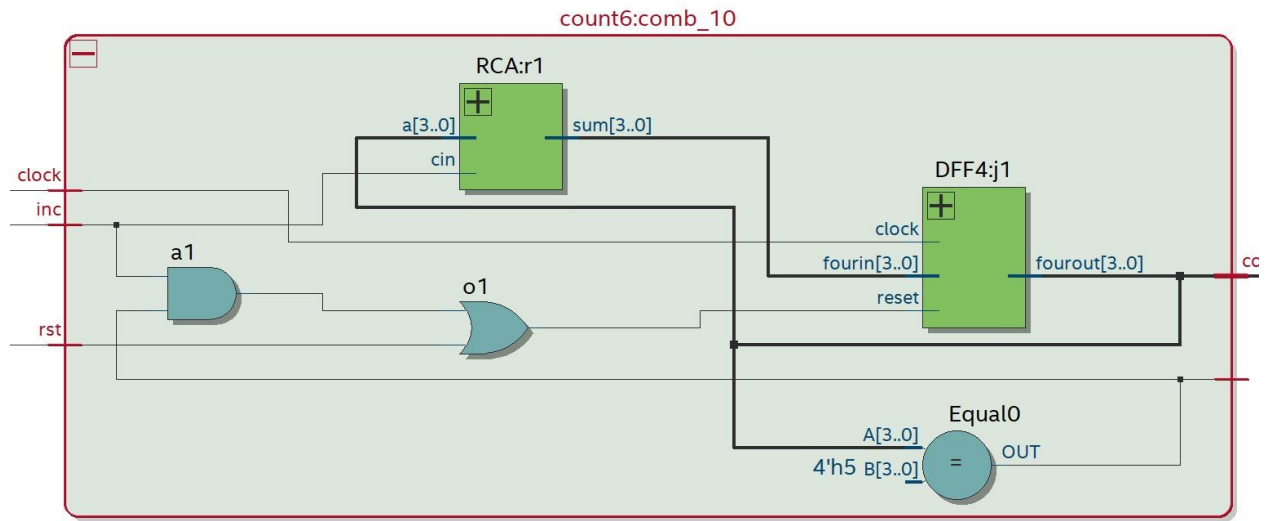 count6:comb_10
RCA:r1
a[3..0]
sum[3..0]
cin
clock
inc
DFF4:j1
clock
fourin[3..0]
fourout[3..0]
reset
a1
o1
rst
Equal0
A[3..0]
OUT
4'h5 B[3..0]
=